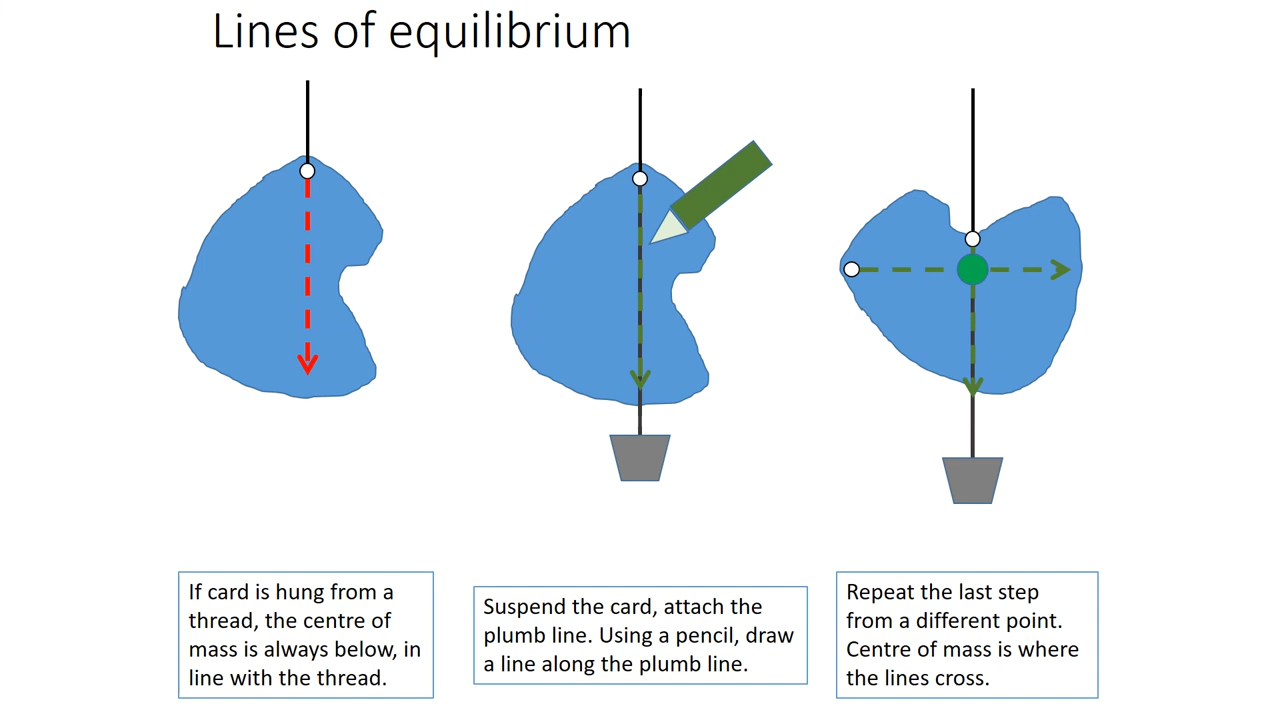 Lines of equilibrium
If card is hung from a
thread, the centre of
mass is always below, in
line with the thread.
Suspend the card, attach the
plumb line. Using a pencil, draw
a line along the plumb line.
Repeat the last step
from a different point.
Centre of mass is where
the lines cross.